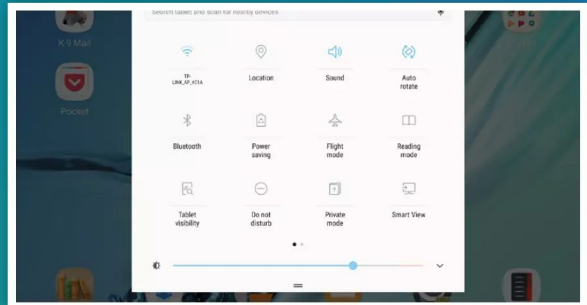 Search tablet and scan for nearby devices.
K-9 Mail
Pocket
TP-
LINK_AP_4C1A
Location
Sound
Auto
rotate
Bluetooth
Power
saving
Flight
mode
Reading
mode
Tablet
visibility
Do not
disturb
Private
mode
Smart View